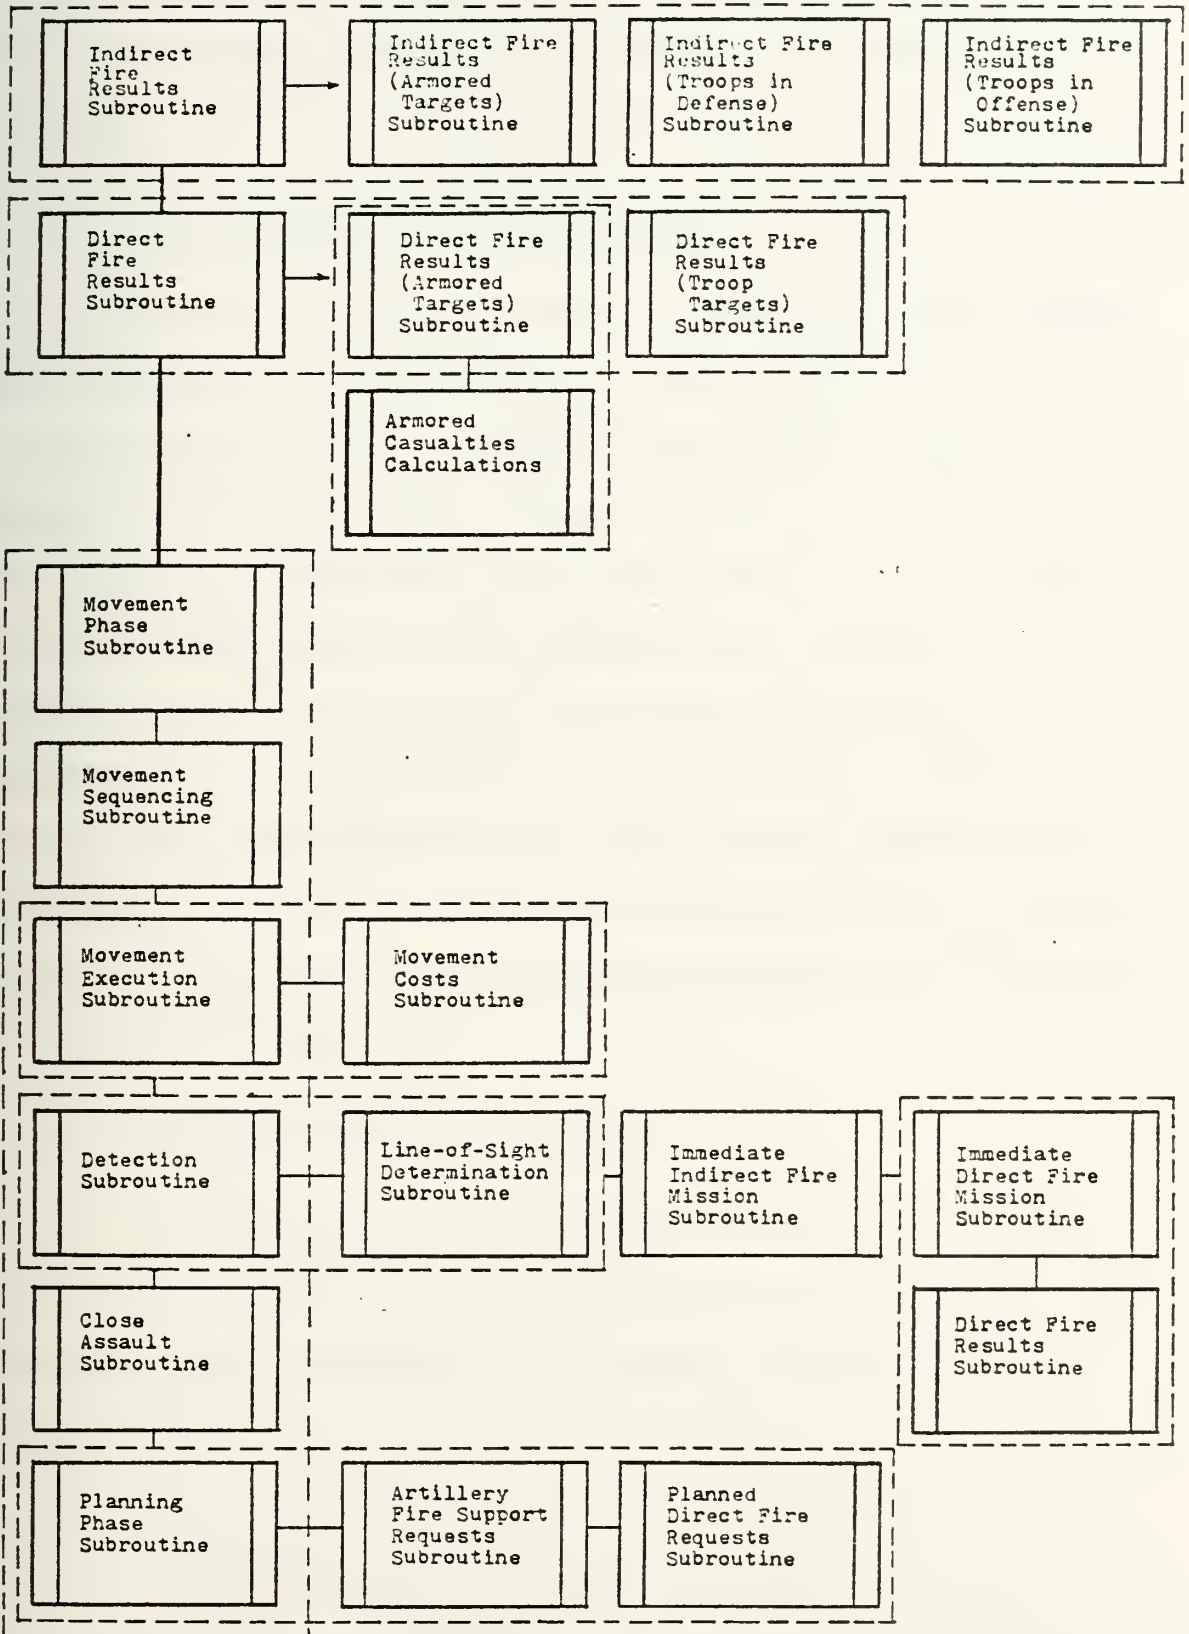 Indirect
Fire
Results
Subroutine
Indirect Fire
Results
(Armored
Targets)
Subroutine
Indirect Fire
Results
(Troops in
Defense)
Subroutine
Indirect Fire
Results
(Troops in
Offense)
Subroutine
Direct
Fire
Results
Subroutine
Direct Fire
Results
(Armored
Targets)
Subroutine
Direct Fire
Results
(Troop
Targets)
Subroutine
Armored
Casualties
Calculations
Movement
Phase
Subroutine
Movement
Sequencing
Subroutine
Movement
Execution
Subroutine
Movement
Costs
Subroutine
Detection
Subroutine
Line-of-Sight
Determination
Subroutine
Immediate
Indirect Fire
Mission
Subroutine
Immediate
Direct Fire
Mission
Subroutine
Close
Assault
Subroutine
Direct Fire
Results
Subroutine
Planning
Phase
Subroutine
Artillery
Fire Support
Requests
Subroutine
Planned
Direct Fire
Requests
Subroutine